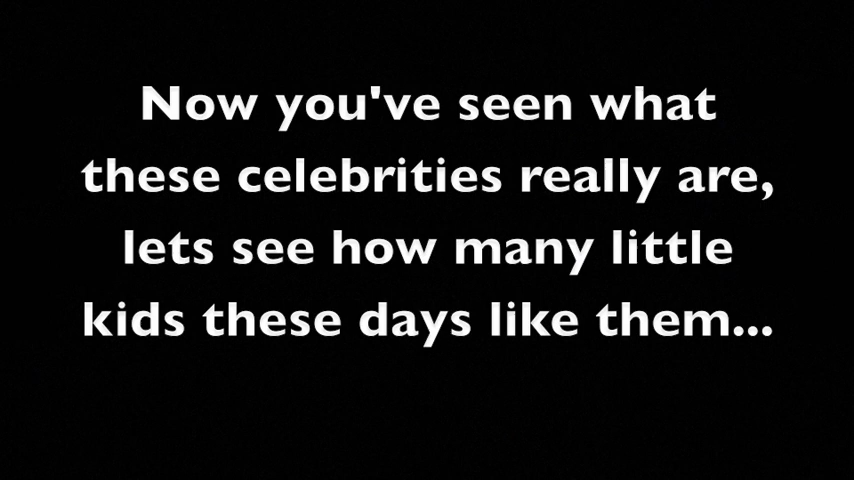 Now you've seen what
these celebrities really are,
lets see how many little
kids these days like them...